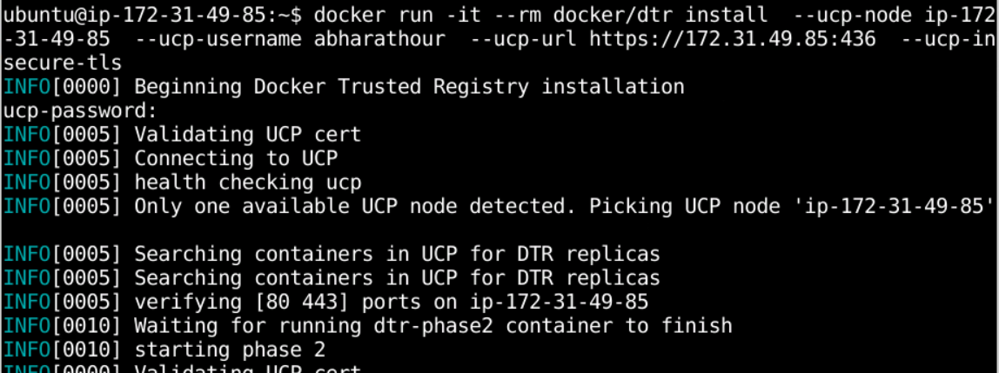 ubuntu@ip-172-31-49-85:~$ docker run -it --rm docker/dtr install  --ucp-node ip-172
-31-49-85  --ucp-username abharathour  --ucp-url https://172.31.49.85:436  --ucp-in
secure-tls
INFO[0000] Beginning Docker Trusted Registry installation
ucp-password:
INFO[0005] Validating UCP cert
INFO[0005] Connecting to UCP
INFO[0005] health checking ucp
INFO[0005] Only one available UCP node detected. Picking UCP node 'ip-172-31-49-85'
INFO[0005] Searching containers in UCP for DTR replicas
INFO[0005] Searching containers in UCP for DTR replicas
INFO[0005] verifying [80 443] ports on ip-172-31-49-85
INFO[0010] Waiting for running dtr-phase2 container to finish
INFO[0010] starting phase 2
INFO[0000] Validating UCP cert